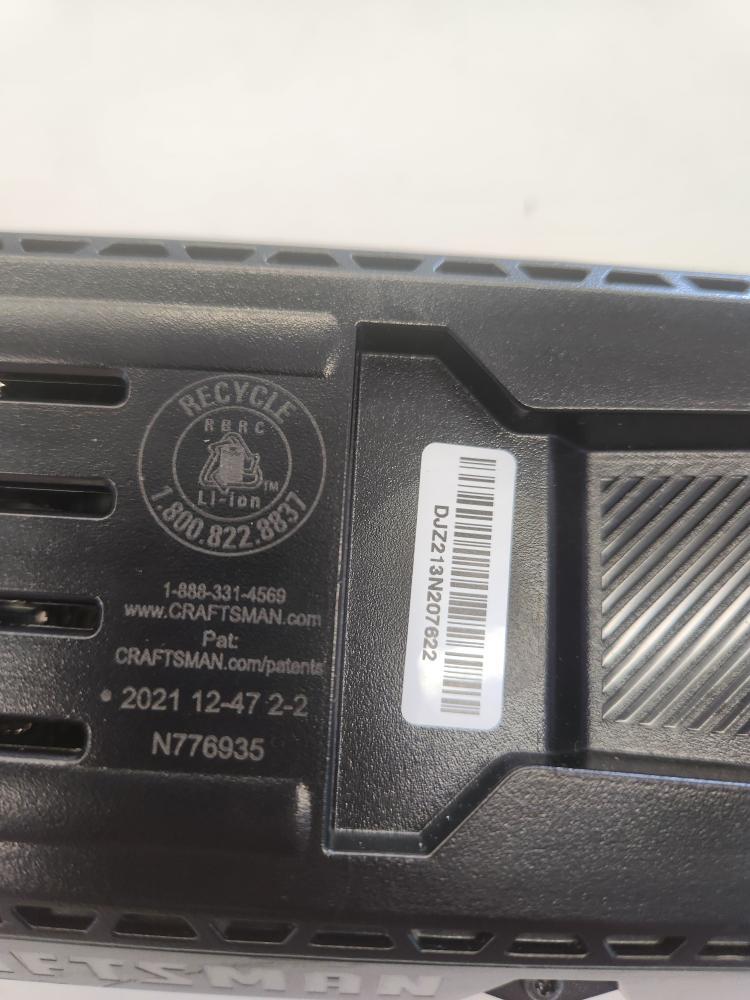 RECYCLE
RBRC
TM
Li-ion
1.800.822.8837
1-888-331-4569
www.CRAFTSMAN.com
Pat:
CRAFTSMAN.com/patents
2021 12-47 2-2
N776935
DJZ213N207622
AFTSMAN